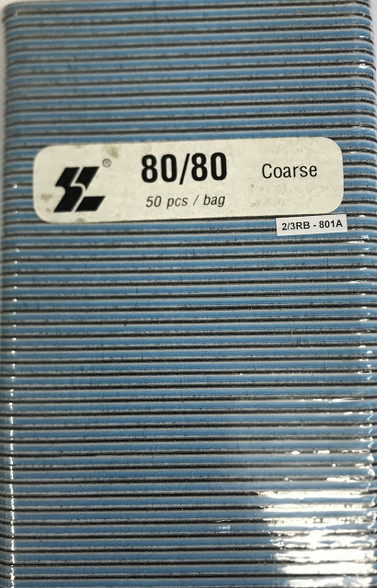 80/80 Coarse
50 pcs / bag
2/3RB - 801A